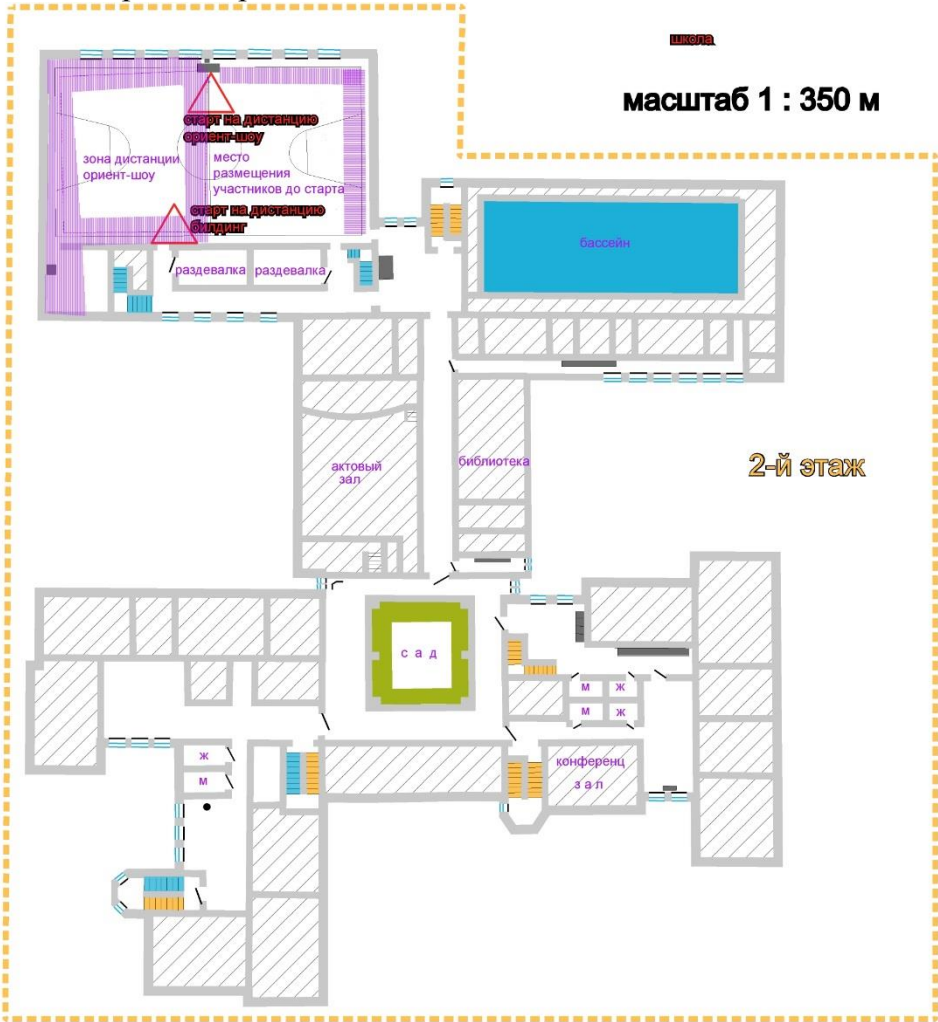 школа
масштаб 1 : 350 м
старт на дистанцию
ориент-шоу
зона дистанции
ориент-шоу
место
размещения
участников до старта
старт на дистанцию
билдинг
раздевалка
раздевалка
бассейн
актовый
зал
библиотека
2-й этаж
с а д
м
ж
м
ж
ж
м
конференц
з а л